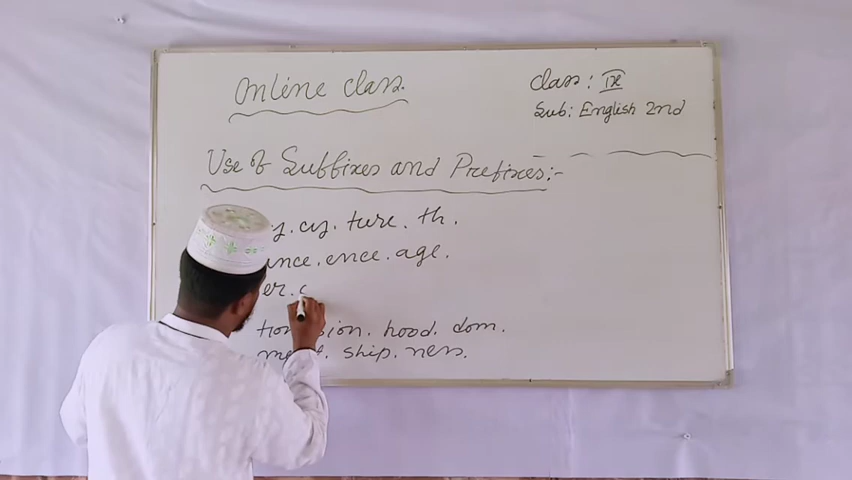 Online class.
Class: IX
Sub: English 2nd
Use of Suffixes and Prefixes:-
cy. ture. th.
ance. ence. age.
er.
sion. hood. dom.
ship. ness.